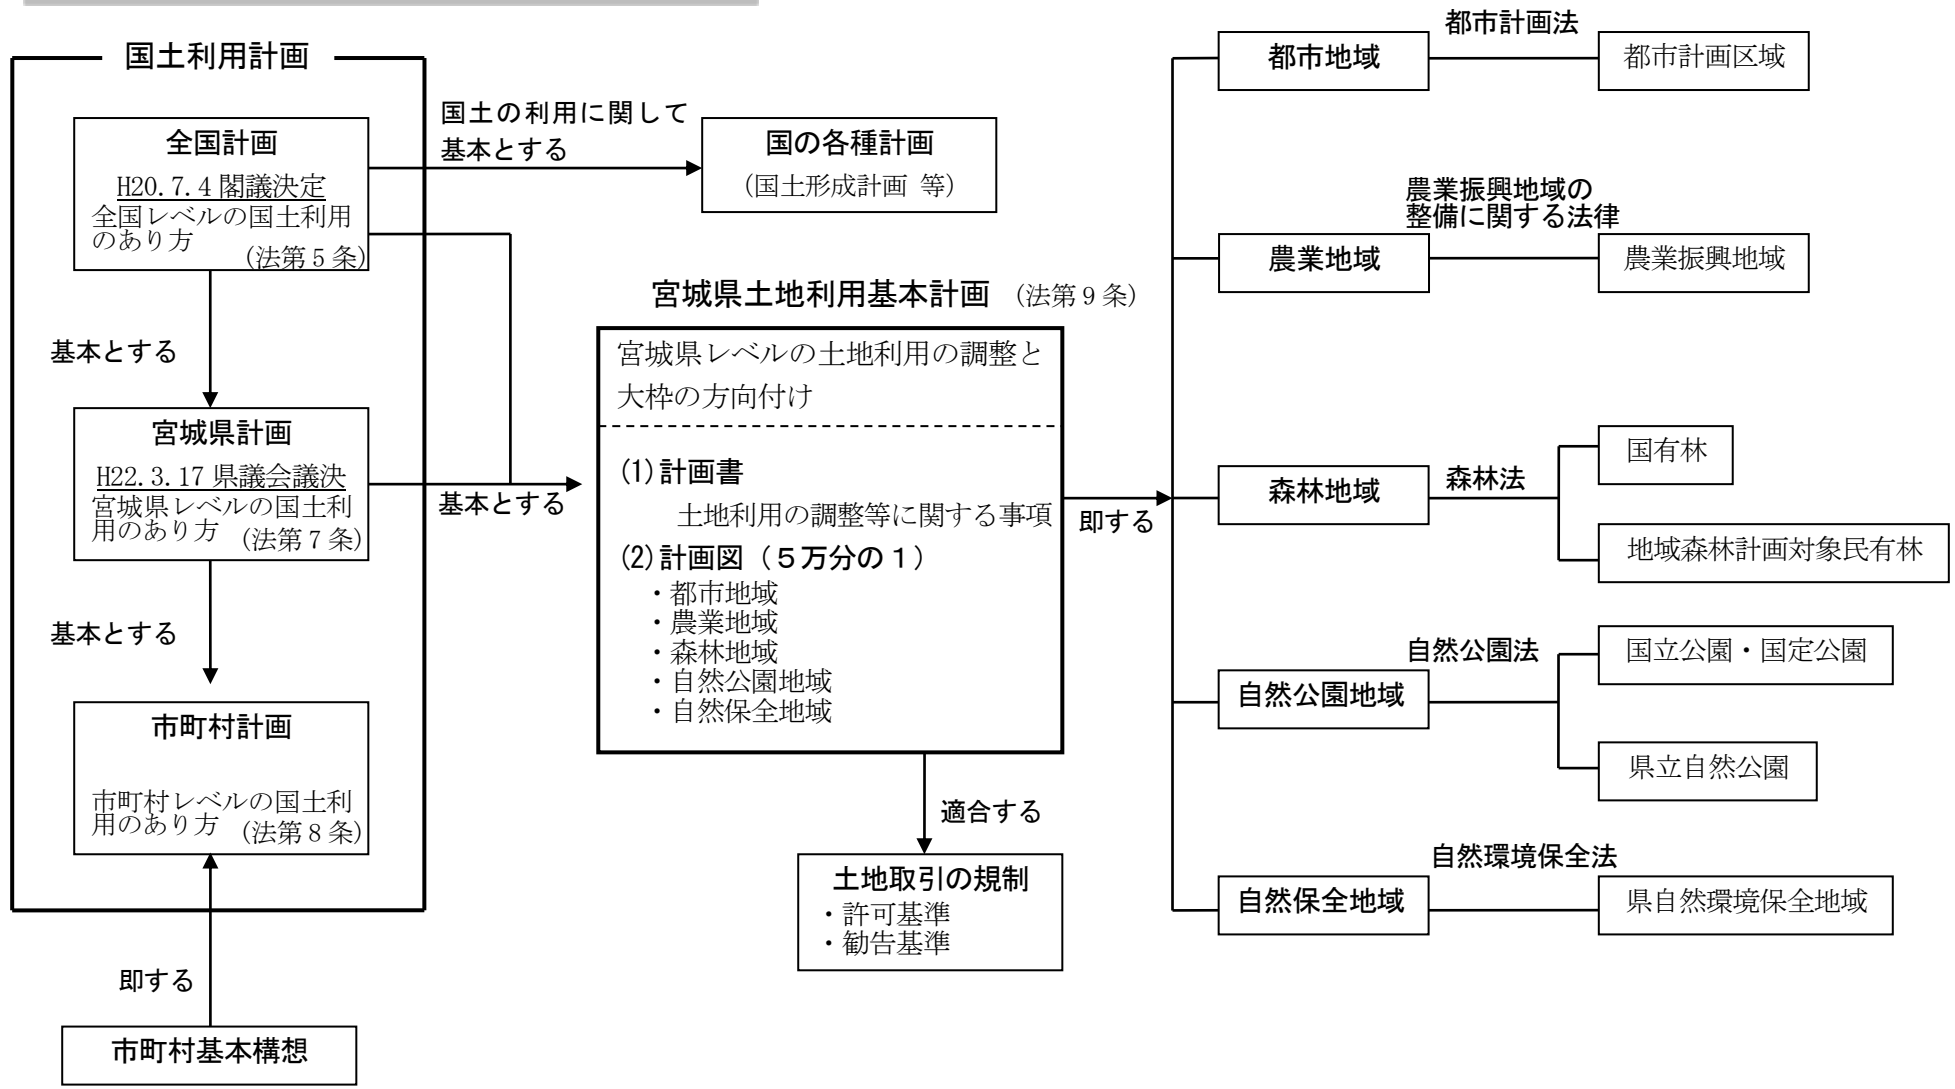 国土利用計画
全国計画
H20.7.4 閣議決定
全国レベルの国土利用
のあり方
(法第5条)
基本とする
宮城県計画
H22.3.17 県議会議決
宮城県レベルの国土利
用のあり方 (法第7条)
基本とする
市町村計画
市町村レベルの国土利
用のあり方 (法第8条)
即する
市町村基本構想
国土の利用に関して
基本とする
国の各種計画
(国土形成計画 等)
基本とする
宮城県土地利用基本計画 (法第9条)
宮城県レベルの土地利用の調整と
大枠の方向付け
(1)計画書
土地利用の調整等に関する事項
(2)計画図(5万分の1)
・都市地域
・農業地域
・森林地域
・自然公園地域
・自然保全地域
適合する
土地取引の規制
・許可基準
・勧告基準
即する
都市地域
都市計画法
都市計画区域
農業地域
農業振興地域の
整備に関する法律
農業振興地域
森林地域
森林法
国有林
地域森林計画対象民有林
自然公園地域
自然公園法
国立公園・国定公園
県立自然公園
自然保全地域
自然環境保全法
県自然環境保全地域